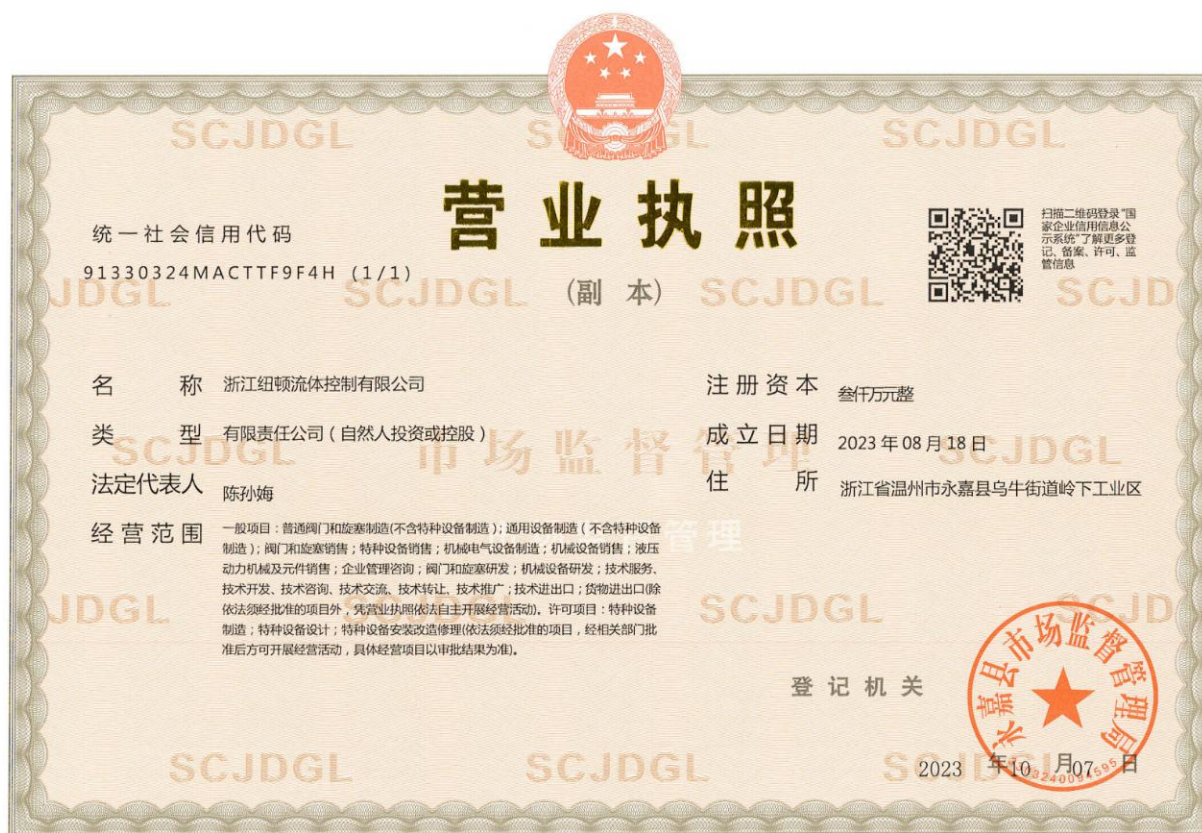 营业执照
(副 本)
统一社会信用代码
91330324MACTTF9F4H (1/1)
扫描二维码登录"国
家企业信用信息公
示系统"了解更多登
记、备案、许可、监
管信息
名 称 浙江纽顿流体控制有限公司
类 型 有限责任公司(自然人投资或控股)
法定代表人 陈孙娒
经营范围 一般项目:普通阀门和旋塞制造(不含特种设备制造);通用设备制造(不含特种设备
制造);阀门和旋塞销售;特种设备销售;机械电气设备制造;机械设备销售;液压
动力机械及元件销售;企业管理咨询;阀门和旋塞研发;机械设备研发;技术服务、
技术开发、技术咨询、技术交流、技术转让、技术推广;技术进出口;货物进出口(除
依法须经批准的项目外,凭营业执照依法自主开展经营活动)。许可项目:特种设备
制造;特种设备设计;特种设备安装改造修理(依法须经批准的项目,经相关部门批
准后方可开展经营活动,具体经营项目以审批结果为准)。
注册资本 叁仟万元整
成立日期 2023年08月18日
住 所 浙江省温州市永嘉县乌牛街道岭下工业区
登记机关
永嘉县市场监督管理局
2023 年10 月07 日
SCJDGL
市场监督管理